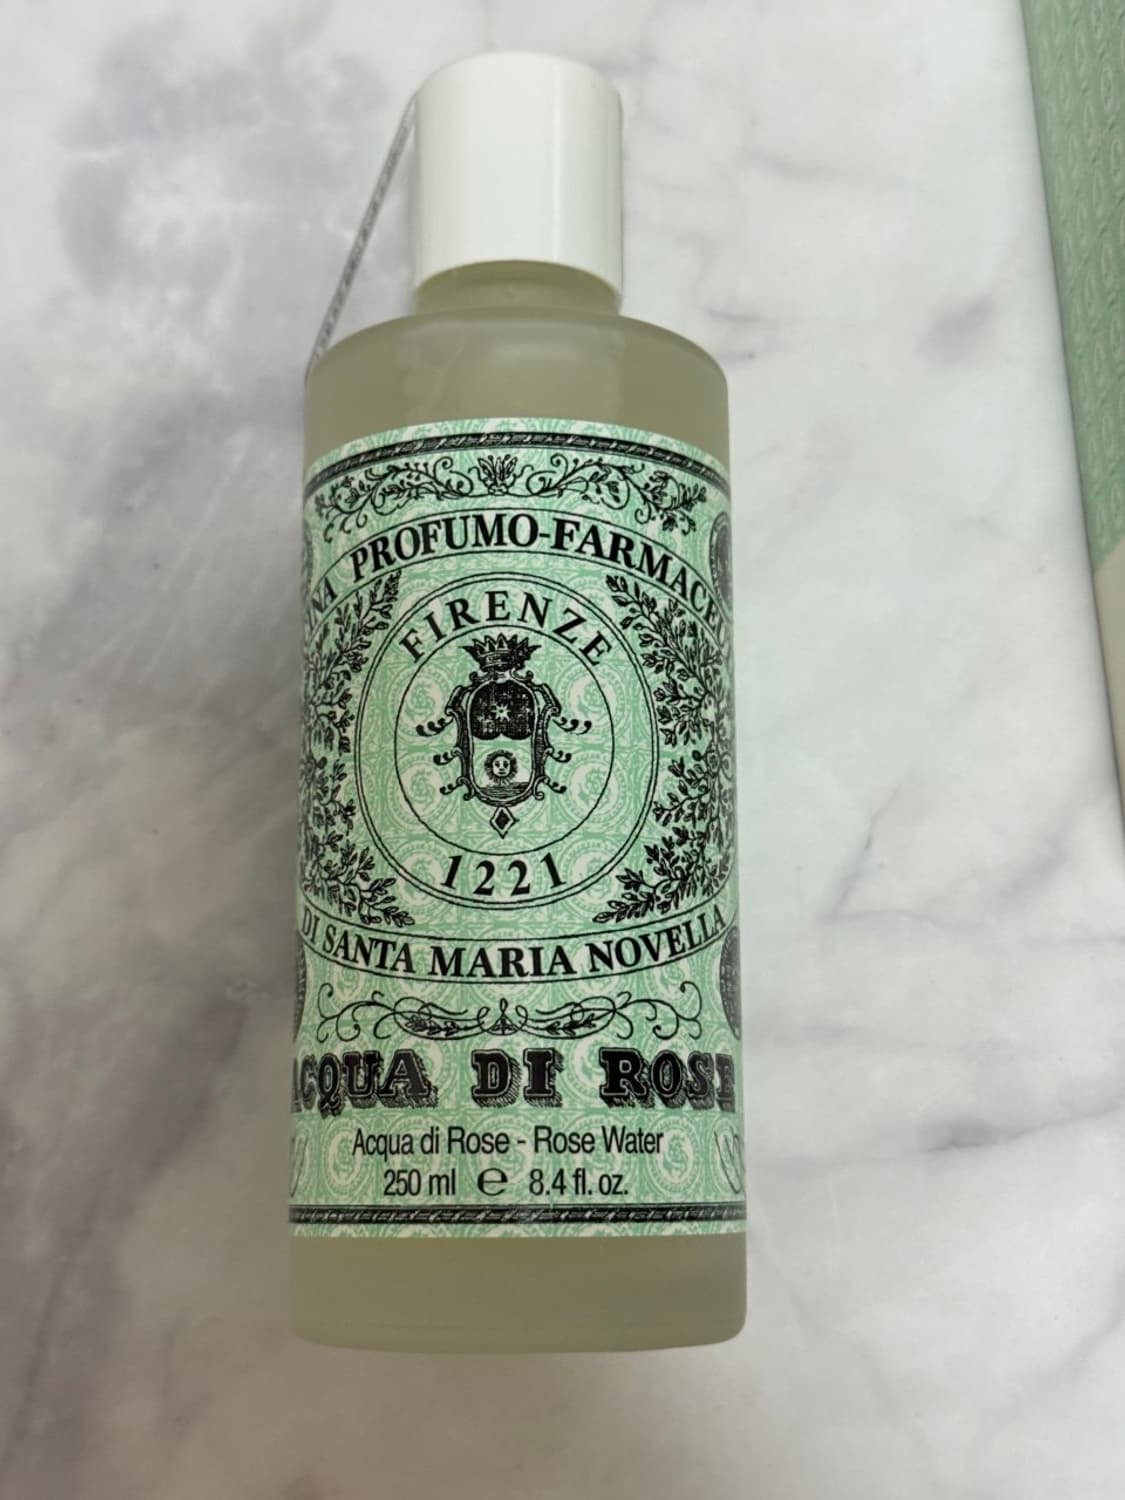 PROFUMO-FARMACEU
FIRENZE
1221
DI SANTA MARIA NOVELLA
ACQUA DI ROSE
Acqua di Rose - Rose Water
250 ml ℮ 8.4 fl. oz.